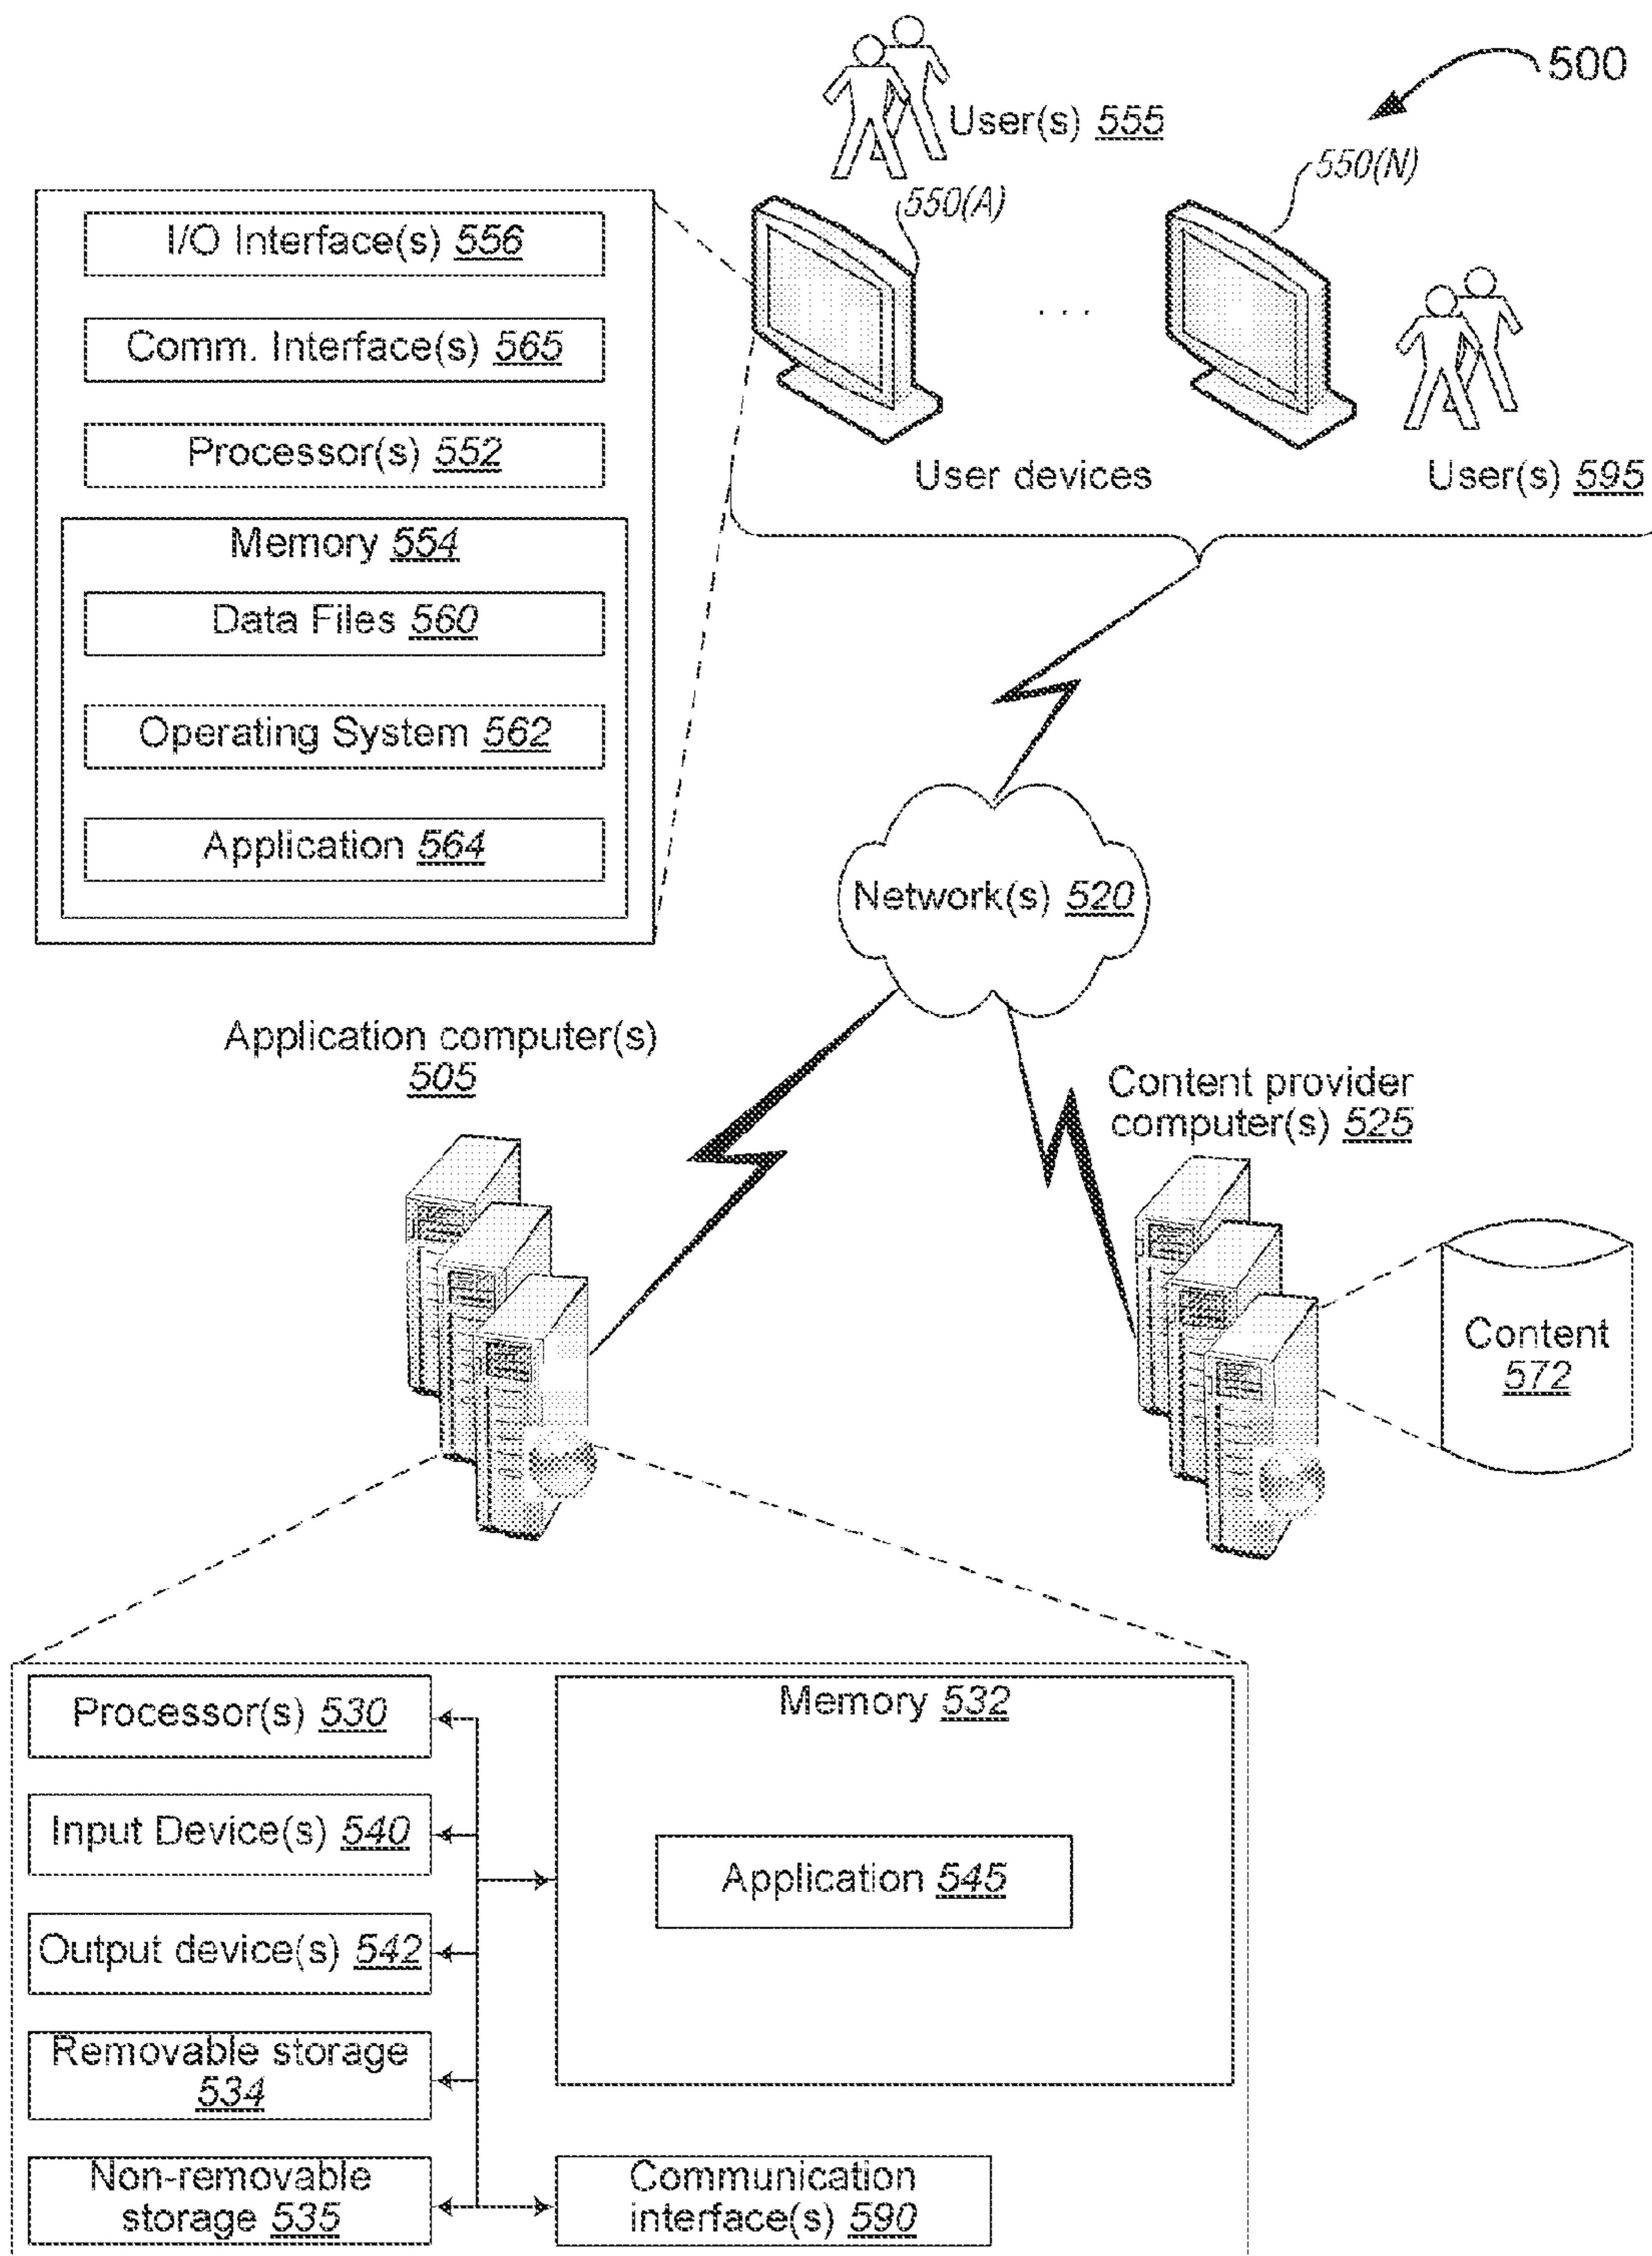 500
User(s) 555
550(A)
550(N)
I/O Interface(s) 556
Comm. Interface(s) 565
Processor(s) 552
Memory 554
Data Files 560
Operating System 562
Application 564
. . .
User devices
User(s) 595
Network(s) 520
Application computer(s)
505
Content provider
computer(s) 525
Content
572
Processor(s) 530
Input Device(s) 540
Output device(s) 542
Removable storage
534
Non-removable
storage 535
Memory 532
Application 545
Communication
interface(s) 590